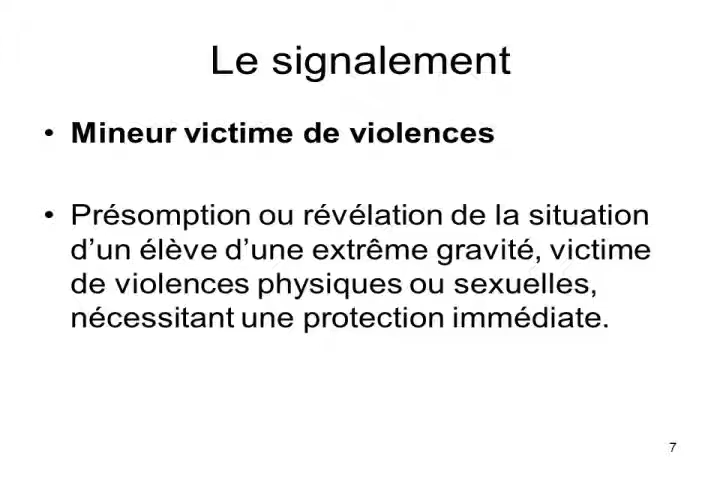 Le signalement
• Mineur victime de violences
• Présomption ou révélation de la situation
d’un élève d’une extrême gravité, victime
de violences physiques ou sexuelles,
nécessitant une protection immédiate.
7